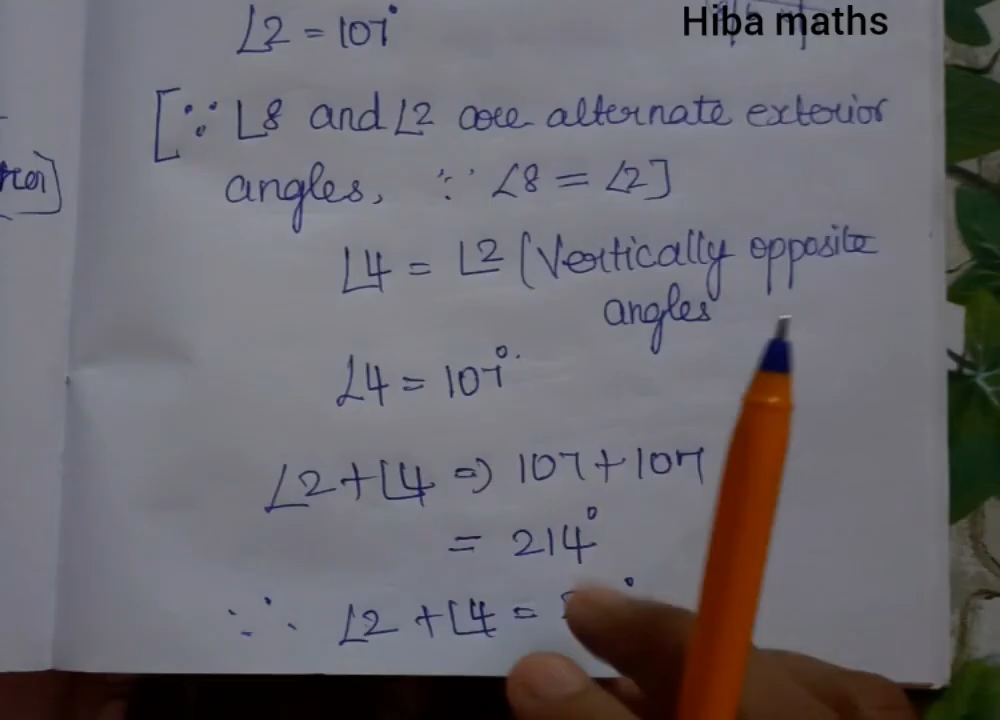 Hiba maths
∠2 = 107°
[∵ ∠8 and ∠2 are alternate exterior
angles, ∵ ∠8 = ∠2]
∠4 = ∠2 (Vertically opposite
angles
∠4 = 107°
∠2 + ∠4 ⇒ 107 + 107
= 214°
∴ ∠2 + ∠4 =